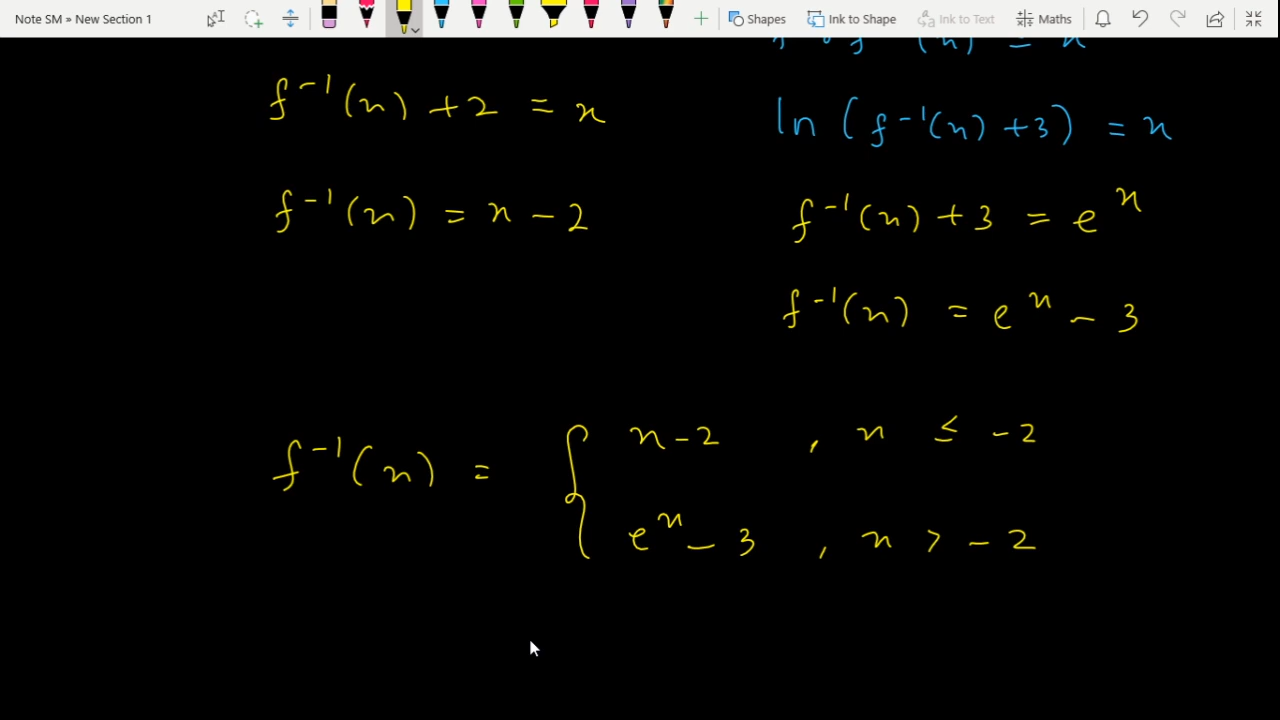 Note SM » New Section 1
Shapes
Ink to Shape
Ink to Text
Maths
f⁻¹(x) + 2 = x
f⁻¹(x) = x - 2
ln (f⁻¹(x) + 3) = x
f⁻¹(x) + 3 = eˣ
f⁻¹(x) = eˣ - 3
f⁻¹(x) = { x - 2 , x ≤ -2
eˣ - 3 , x > -2